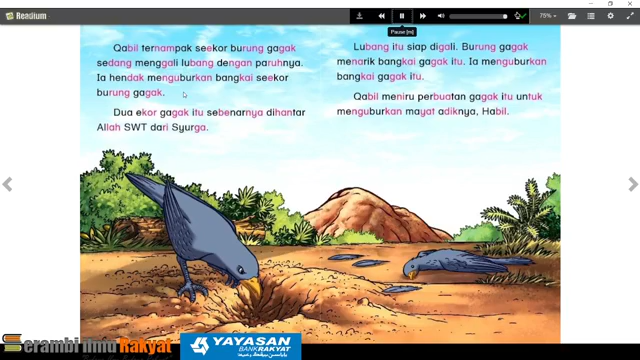 Readium
78%
Pause [m]
Qabil ternampak seekor burung gagak
sedang menggali lubang dengan paruhnya.
Ia hendak menguburkan bangkai seekor
burung gagak.
Dua ekor gagak itu sebenarnya dihantar
Allah SWT dari Syurga.
Lubang itu siap digali. Burung gagak
menarik bangkai gagak itu. Ia menguburkan
bangkai gagak itu.
Qabil meniru perbuatan gagak itu untuk
menguburkan mayat adiknya, Habil.
Serambi Ilmu Rakyat
YAYASAN
BANK RAKYAT